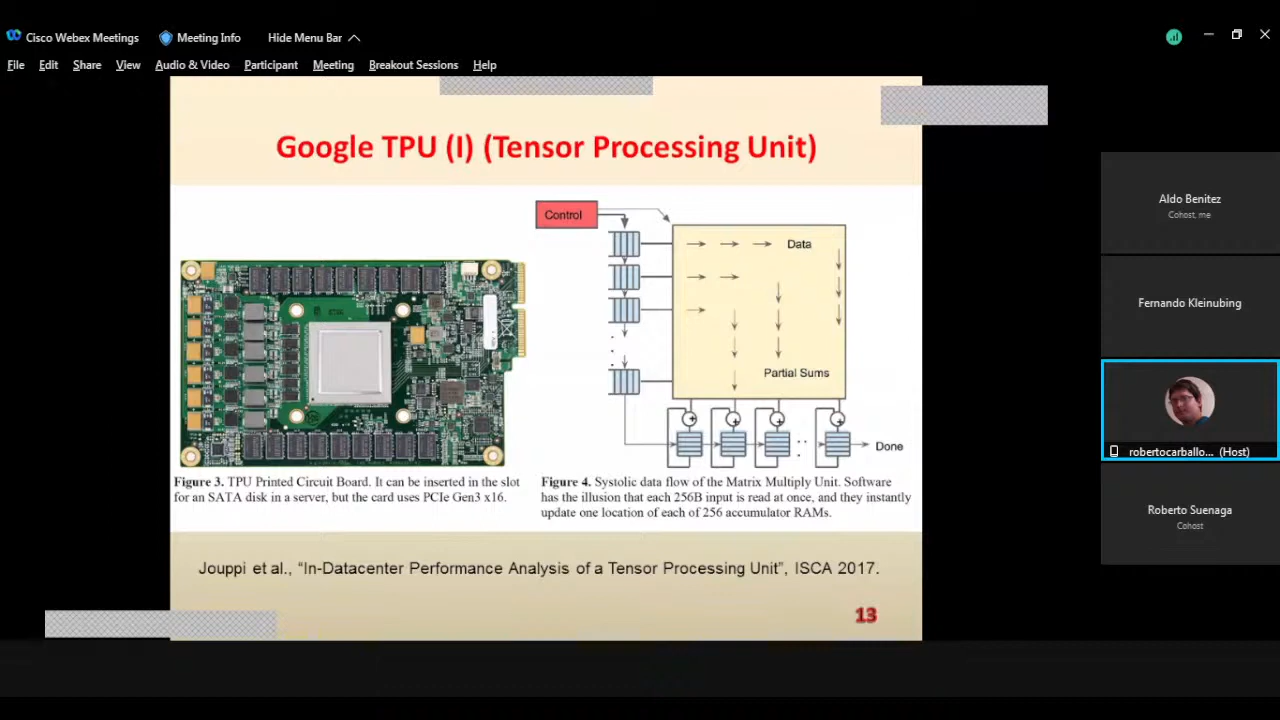 Cisco Webex Meetings Meeting Info Hide Menu Bar
File Edit Share View Audio & Video Participant Meeting Breakout Sessions Help
Google TPU (I) (Tensor Processing Unit)
Control
Data
Partial Sums
Done
Figure 3. TPU Printed Circuit Board. It can be inserted in the slot
for an SATA disk in a server, but the card uses PCIe Gen3 x16.
Figure 4. Systolic data flow of the Matrix Multiply Unit. Software
has the illusion that each 256B input is read at once, and they instantly
update one location of each of 256 accumulator RAMs.
Jouppi et al., “In-Datacenter Performance Analysis of a Tensor Processing Unit”, ISCA 2017.
13
Aldo Benitez
Cohost, me
Fernando Kleinubing
robertocarballo... (Host)
Roberto Suenaga
Cohost